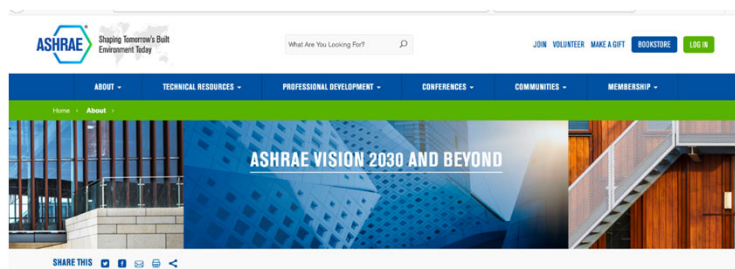 ASHRAE
Shaping Tomorrow's Built
Environment Today
What Are You Looking For?
JOIN VOLUNTEER MAKE A GIFT BOOKSTORE LOG IN
ABOUT TECHNICAL RESOURCES PROFESSIONAL DEVELOPMENT CONFERENCES COMMUNITIES MEMBERSHIP
Home › About ›
ASHRAE VISION 2030 AND BEYOND
SHARE THIS